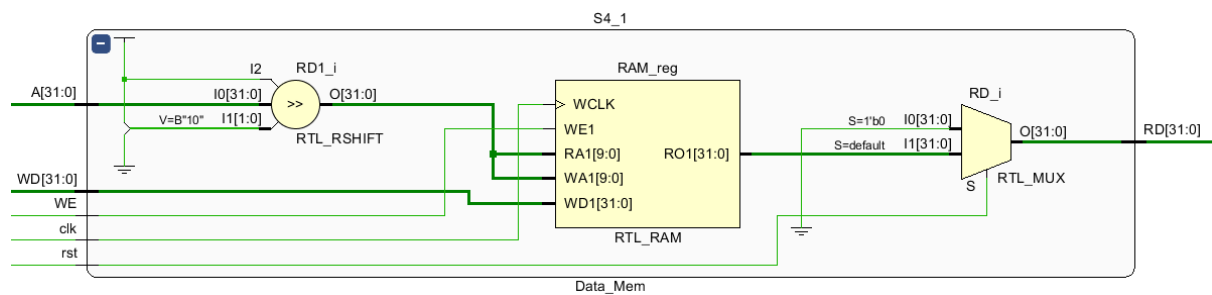 S4_1
I2
RD1_i
RAM_reg
A[31:0]
I0[31:0]
>>
O[31:0]
WCLK
RD_i
V=B"10"
I1[1:0]
RTL_RSHIFT
WE1
S=1'b0
I0[31:0]
O[31:0]
RD[31:0]
RA1[9:0]
RO1[31:0]
S=default
I1[31:0]
WA1[9:0]
S
RTL_MUX
WD[31:0]
WD1[31:0]
WE
clk
RTL_RAM
rst
Data_Mem